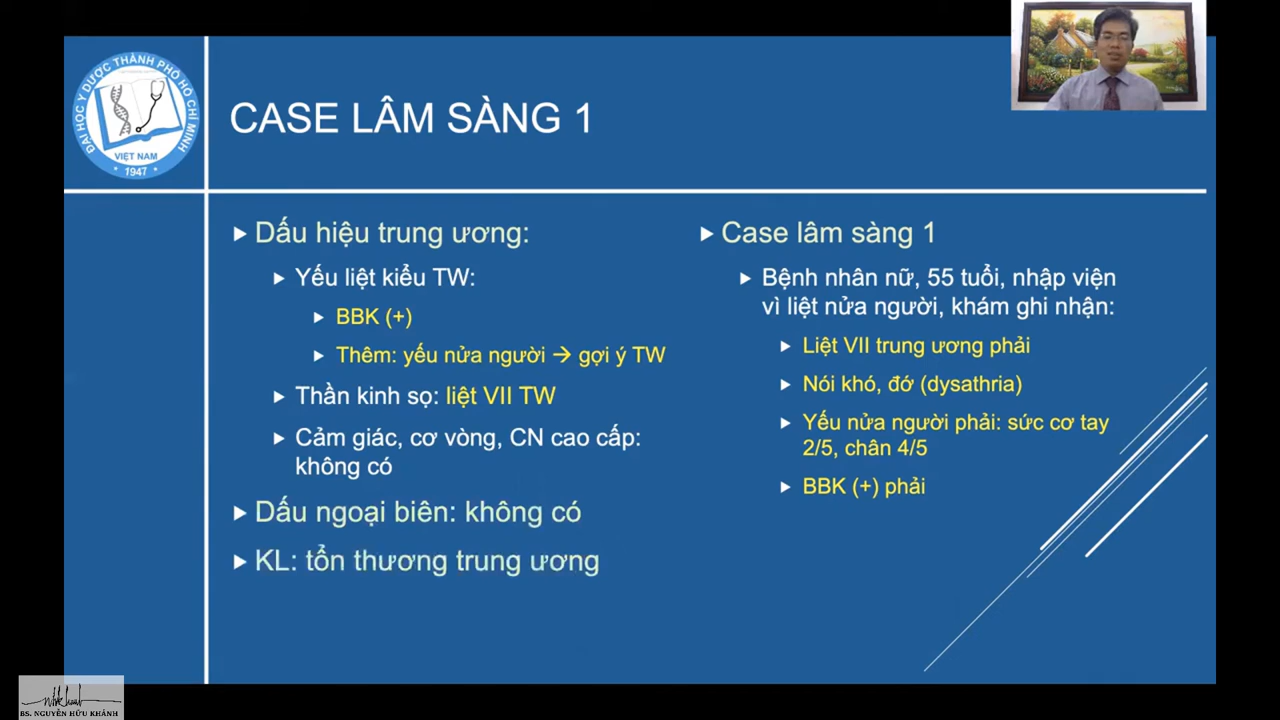 ĐẠI HỌC Y DƯỢC THÀNH PHỐ HỒ CHÍ MINH
VIỆT NAM
1947
CASE LÂM SÀNG 1
Dấu hiệu trung ương:
Yếu liệt kiểu TW:
BBK (+)
Thêm: yếu nửa người → gợi ý TW
Thần kinh sọ: liệt VII TW
Cảm giác, cơ vòng, CN cao cấp:
không có
Dấu ngoại biên: không có
KL: tổn thương trung ương
Case lâm sàng 1
Bệnh nhân nữ, 55 tuổi, nhập viện
vì liệt nửa người, khám ghi nhận:
Liệt VII trung ương phải
Nói khó, đớ (dysathria)
Yếu nửa người phải: sức cơ tay
2/5, chân 4/5
BBK (+) phải
BS. NGUYỄN HỮU KHÁNH